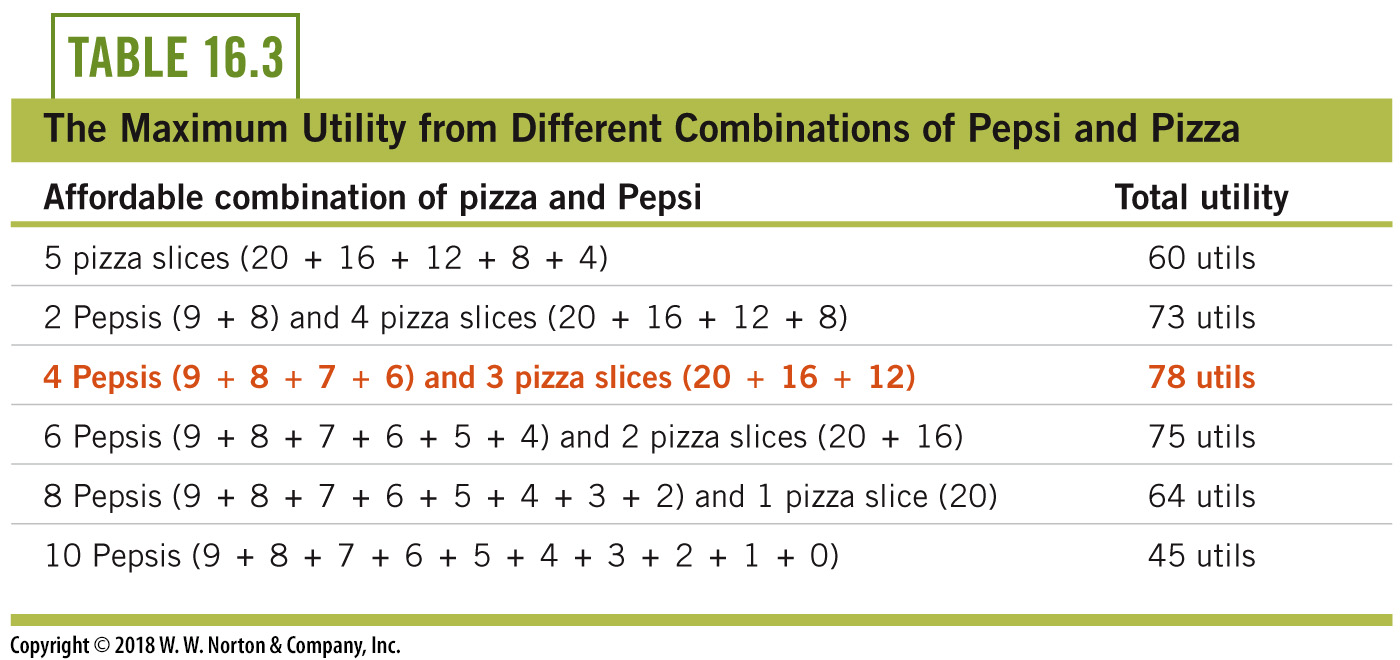 TABLE 16.3
The Maximum Utility from Different Combinations of Pepsi and Pizza
Affordable combination of pizza and Pepsi Total utility
5 pizza slices (20 + 16 + 12 + 8 + 4) 60 utils
2 Pepsis (9 + 8) and 4 pizza slices (20 + 16 + 12 + 8) 73 utils
4 Pepsis (9 + 8 + 7 + 6) and 3 pizza slices (20 + 16 + 12) 78 utils
6 Pepsis (9 + 8 + 7 + 6 + 5 + 4) and 2 pizza slices (20 + 16) 75 utils
8 Pepsis (9 + 8 + 7 + 6 + 5 + 4 + 3 + 2) and 1 pizza slice (20) 64 utils
10 Pepsis (9 + 8 + 7 + 6 + 5 + 4 + 3 + 2 + 1 + 0) 45 utils
Copyright © 2018 W. W. Norton & Company, Inc.